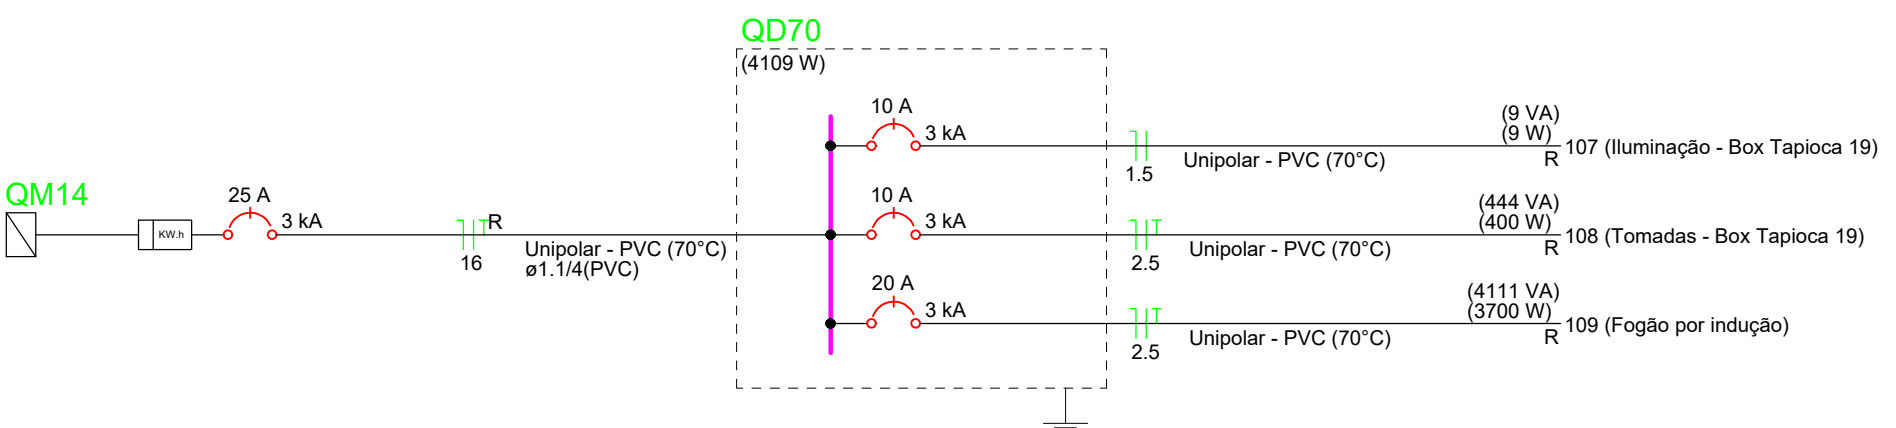 QD70
(4109 W)
10 A
3 kA
(9 VA)
(9 W)
107 (Iluminação - Box Tapioca 19)
R
Unipolar - PVC (70°C)
1.5
QM14
KW.h
25 A
3 kA
R
16
Unipolar - PVC (70°C)
ø1.1/4(PVC)
10 A
3 kA
(444 VA)
(400 W)
108 (Tomadas - Box Tapioca 19)
R
Unipolar - PVC (70°C)
2.5
20 A
3 kA
(4111 VA)
(3700 W)
109 (Fogão por indução)
R
Unipolar - PVC (70°C)
2.5